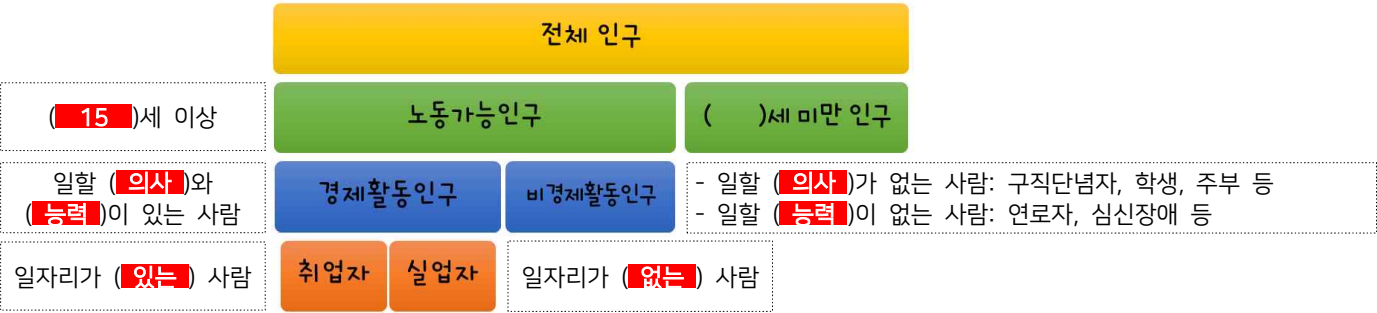 전체 인구
( 15 )세 이상
노동가능인구
( )세 미만 인구
일할 ( 의사 )와
( 능력 )이 있는 사람
경제활동인구
비경제활동인구
- 일할 ( 의사 )가 없는 사람: 구직단념자, 학생, 주부 등
- 일할 ( 능력 )이 없는 사람: 연로자, 심신장애 등
일자리가 ( 있는 ) 사람
취업자
실업자
일자리가 ( 없는 ) 사람